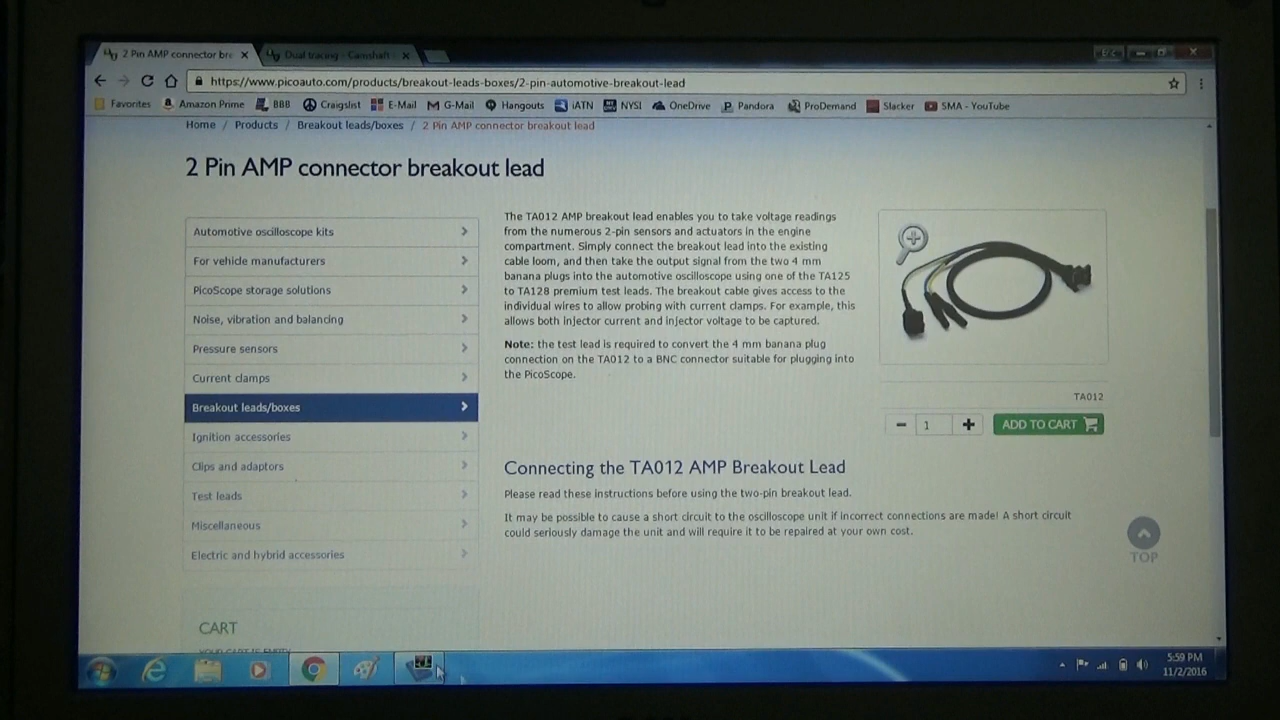 2 Pin AMP connector bre
Dual tracing - Camshaft
https://www.picoauto.com/products/breakout-leads-boxes/2-pin-automotive-breakout-lead
Favorites Amazon Prime BBB Craigslist E-Mail G-Mail Hangouts iATN NYSI OneDrive Pandora ProDemand Slacker SMA - YouTube
Home / Products / Breakout leads/boxes / 2 Pin AMP connector breakout lead
2 Pin AMP connector breakout lead
Automotive oscilloscope kits
For vehicle manufacturers
PicoScope storage solutions
Noise, vibration and balancing
Pressure sensors
Current clamps
Breakout leads/boxes
Ignition accessories
Clips and adaptors
Test leads
Miscellaneous
Electric and hybrid accessories
CART
YOUR CART IS EMPTY
The TA012 AMP breakout lead enables you to take voltage readings
from the numerous 2-pin sensors and actuators in the engine
compartment. Simply connect the breakout lead into the existing
cable loom, and then take the output signal from the two 4 mm
banana plugs into the automotive oscilloscope using one of the TA125
to TA128 premium test leads. The breakout cable gives access to the
individual wires to allow probing with current clamps. For example, this
allows both injector current and injector voltage to be captured.
Note: the test lead is required to convert the 4 mm banana plug
connection on the TA012 to a BNC connector suitable for plugging into
the PicoScope.
TA012
1
ADD TO CART
Connecting the TA012 AMP Breakout Lead
Please read these instructions before using the two-pin breakout lead.
It may be possible to cause a short circuit to the oscilloscope unit if incorrect connections are made! A short circuit
could seriously damage the unit and will require it to be repaired at your own cost.
TOP
5:59 PM
11/2/2016